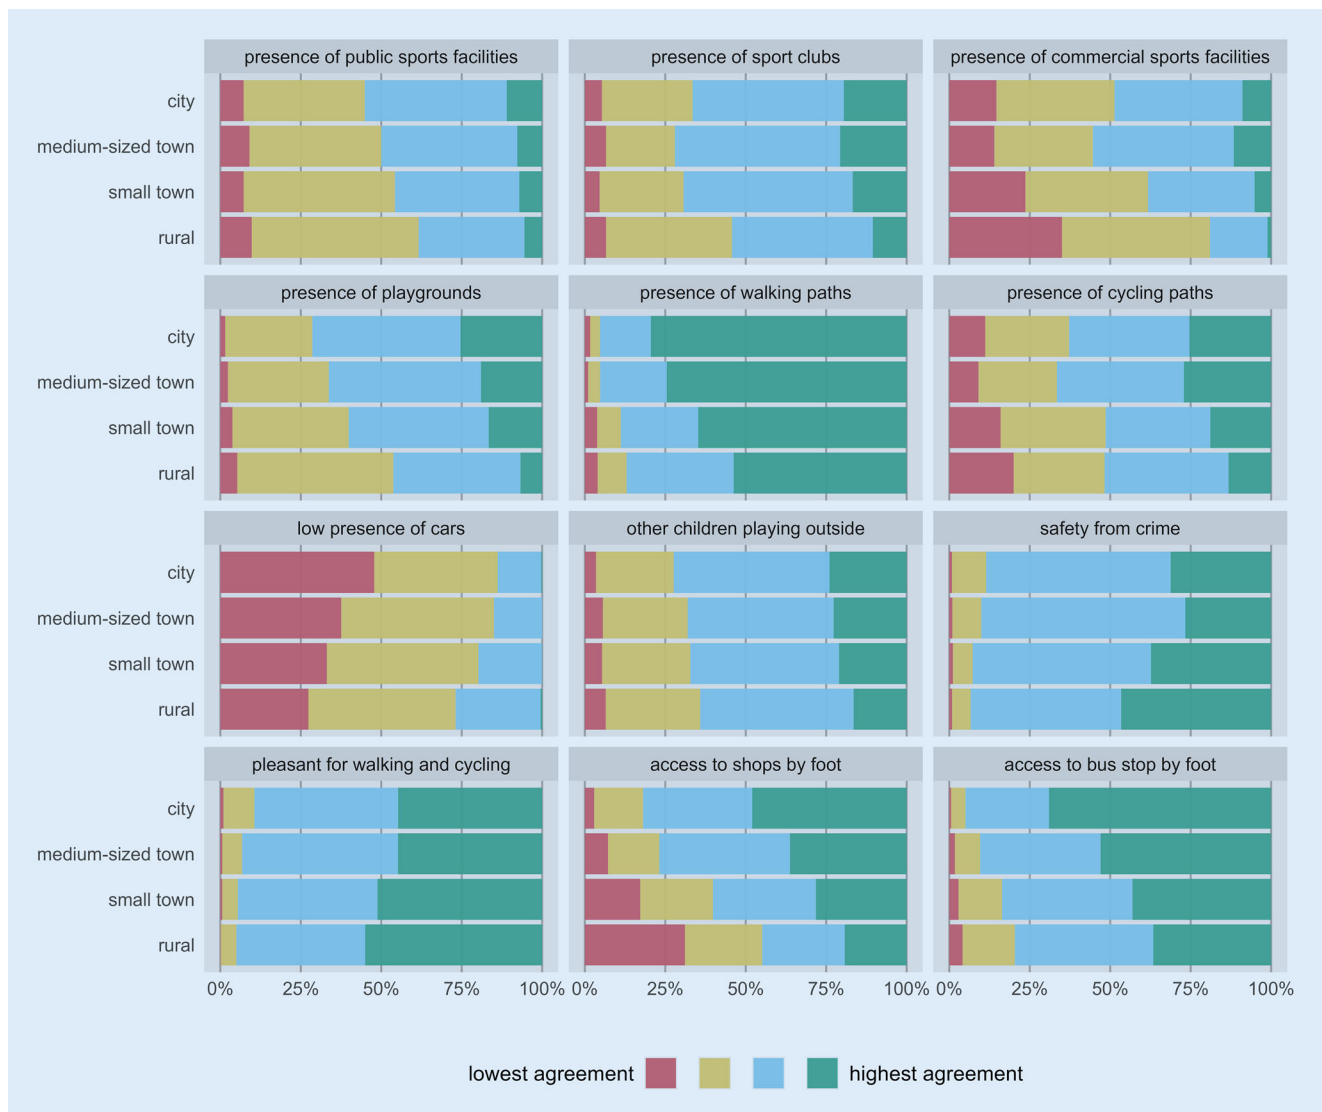 presence of public sports facilities presence of sport clubs presence of commercial sports facilities
city
medium-sized town
small town
rural
presence of playgrounds presence of walking paths presence of cycling paths
city
medium-sized town
small town
rural
low presence of cars other children playing outside safety from crime
city
medium-sized town
small town
rural
pleasant for walking and cycling access to shops by foot access to bus stop by foot
city
medium-sized town
small town
rural
0% 25% 50% 75% 100% 0% 25% 50% 75% 100% 0% 25% 50% 75% 100%
lowest agreement highest agreement